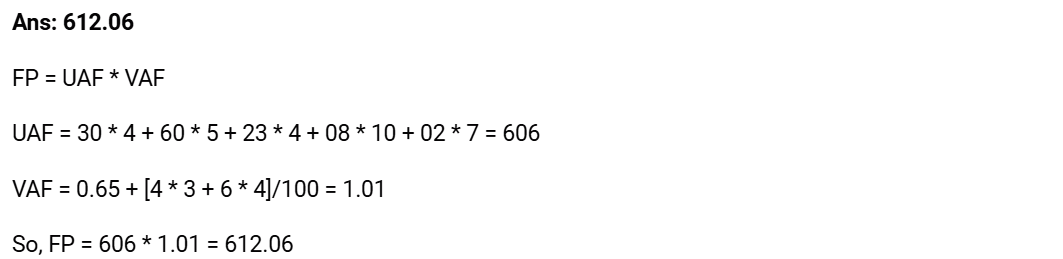 Ans: 612.06
FP = UAF * VAF
UAF = 30 * 4 + 60 * 5 + 23 * 4 + 08 * 10 + 02 * 7 = 606
VAF = 0.65 + [4 * 3 + 6 * 4]/100 = 1.01
So, FP = 606 * 1.01 = 612.06